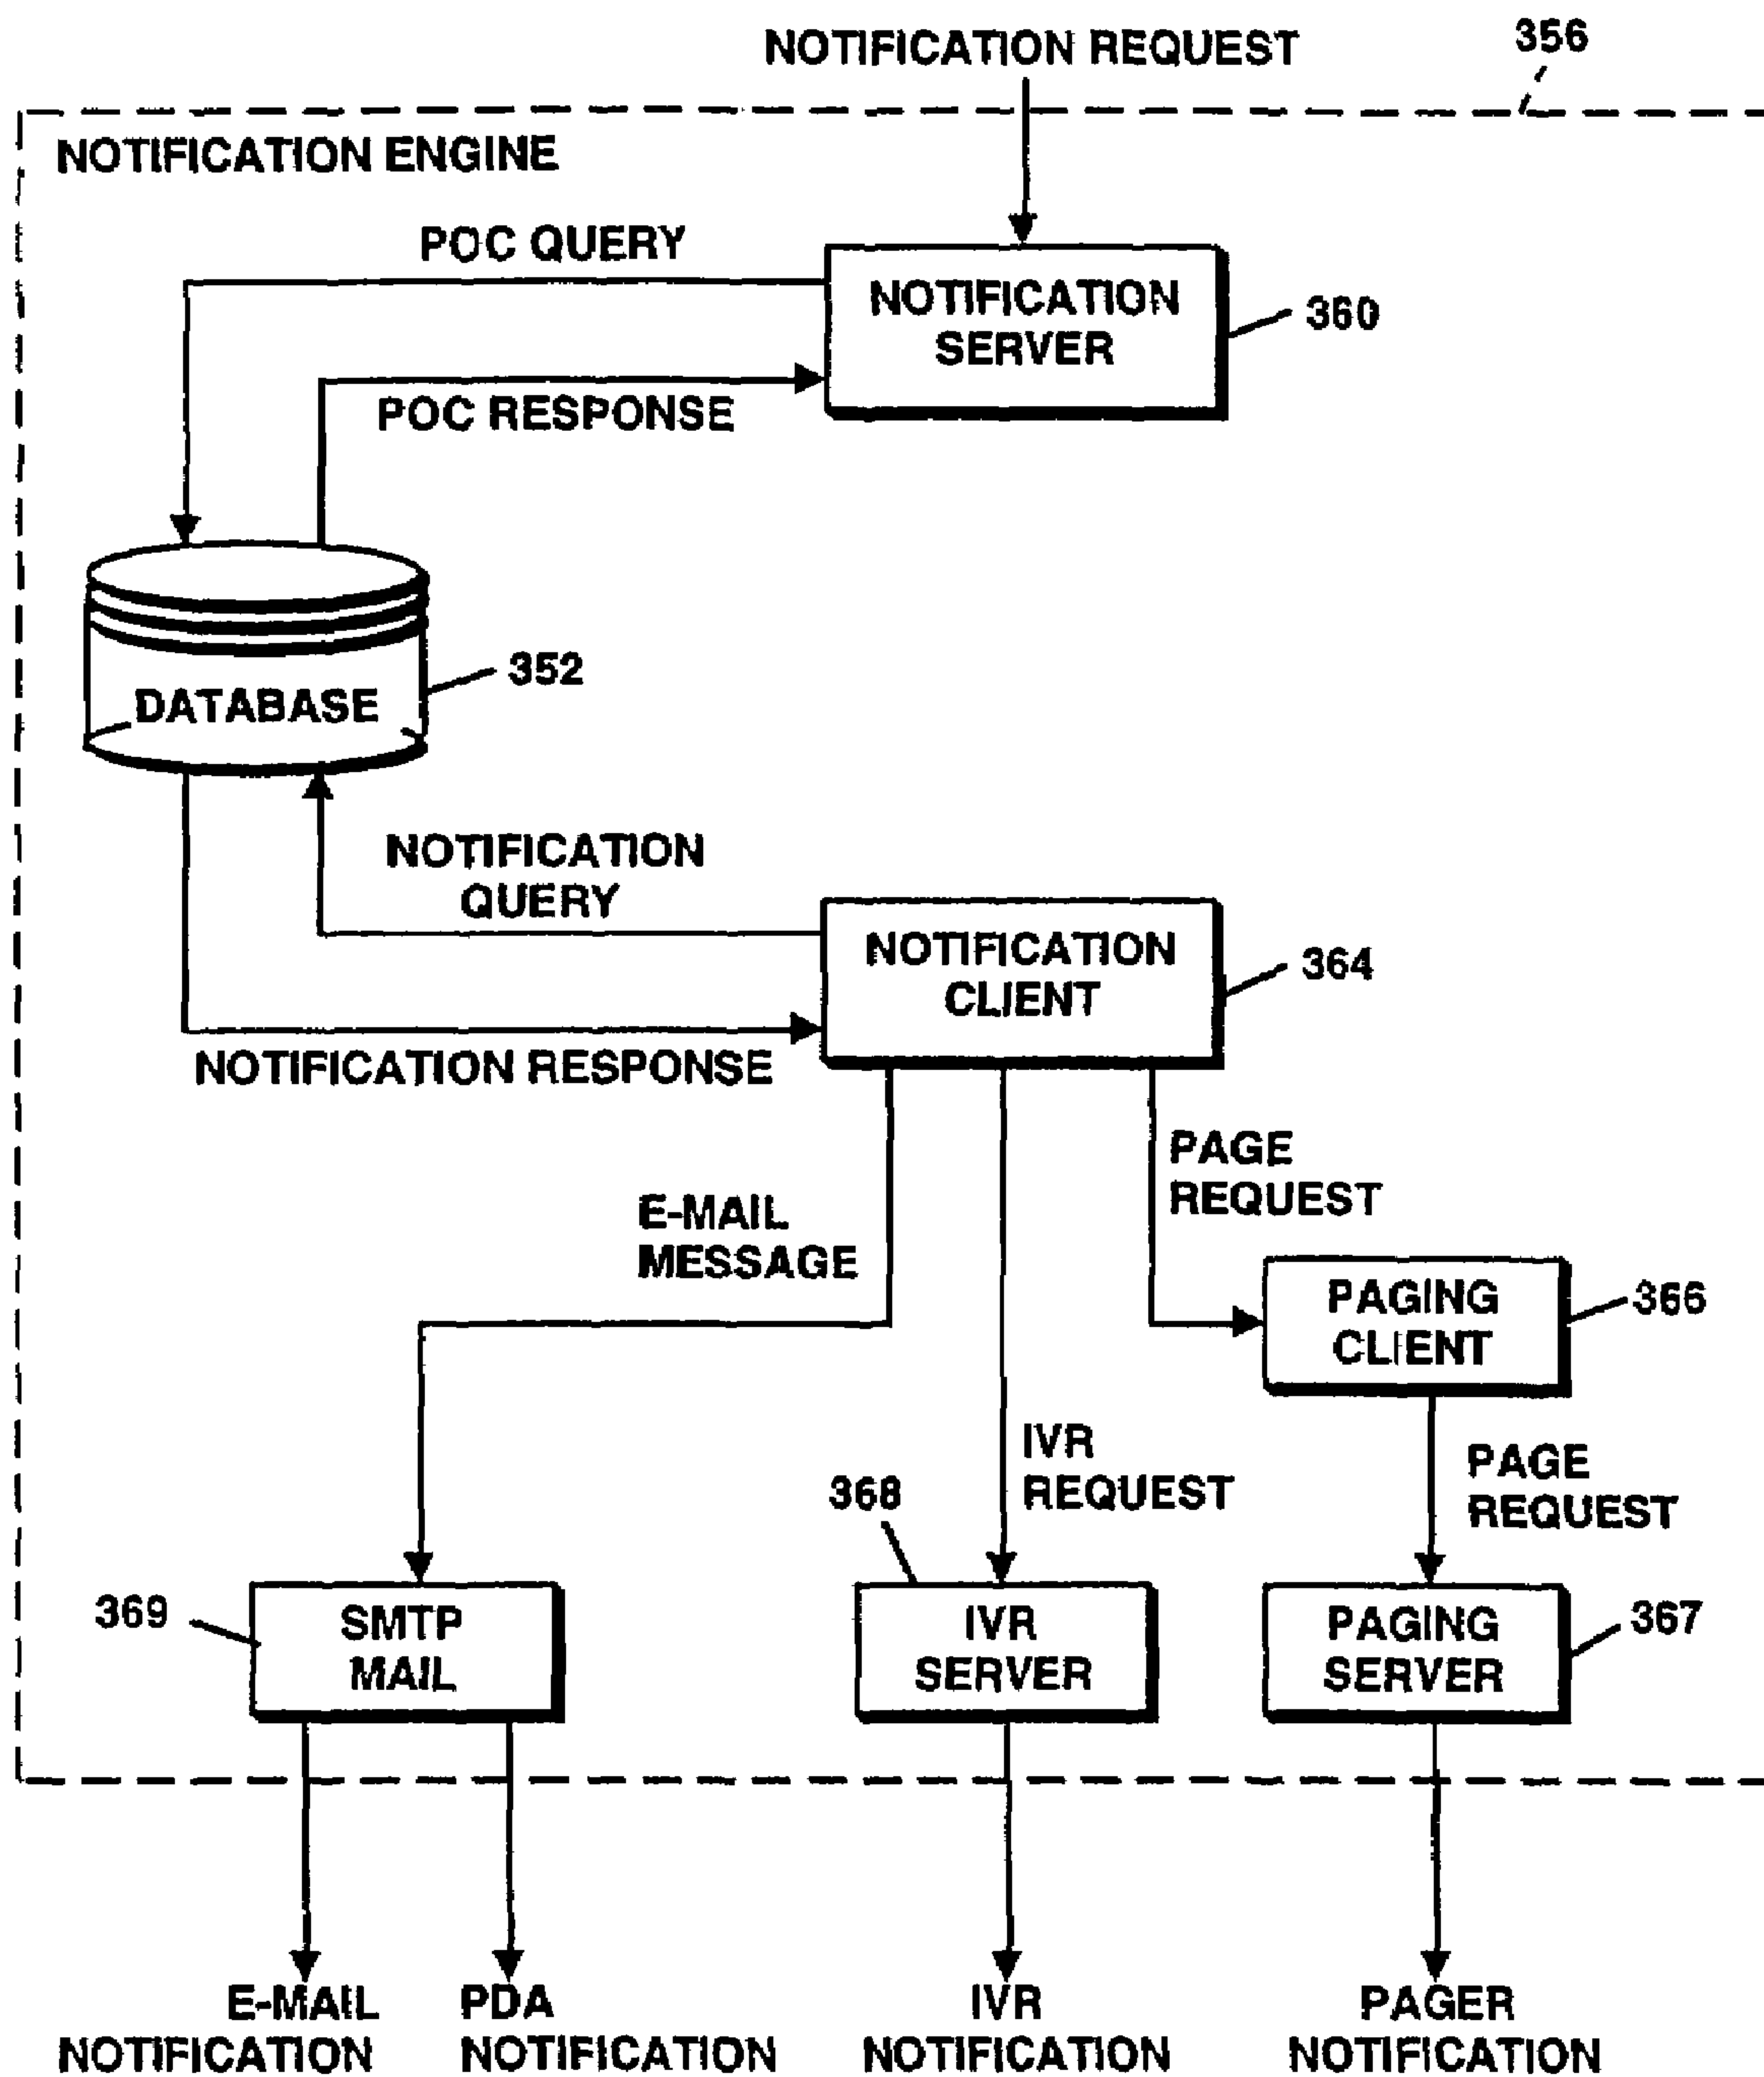 NOTIFICATION REQUEST
356
NOTIFICATION ENGINE
POC QUERY
NOTIFICATION
SERVER
360
POC RESPONSE
352
DATABASE
NOTIFICATION
QUERY
NOTIFICATION
CLIENT
364
NOTIFICATION RESPONSE
PAGE
REQUEST
E-MAIL
MESSAGE
PAGING
CLIENT
366
IVR
REQUEST
PAGE
REQUEST
368
369
SMTP
MAIL
IVR
SERVER
PAGING
SERVER
367
E-MAIL
NOTIFICATION
PDA
NOTIFICATION
IVR
NOTIFICATION
PAGER
NOTIFICATION